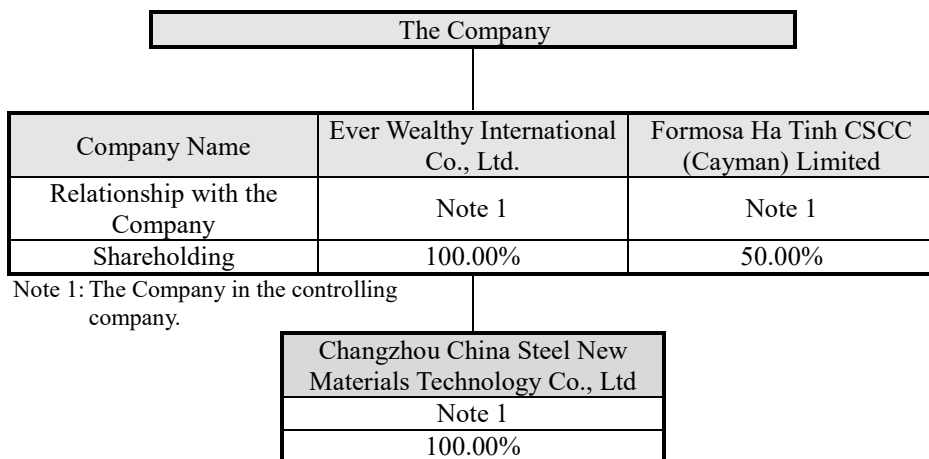 The Company
Company Name
Ever Wealthy International
Co., Ltd.
Formosa Ha Tinh CSCC
(Cayman) Limited
Relationship with the
Company
Note 1
Note 1
Shareholding
100.00%
50.00%
Note 1: The Company in the controlling
company.
Changzhou China Steel New
Materials Technology Co., Ltd
Note 1
100.00%